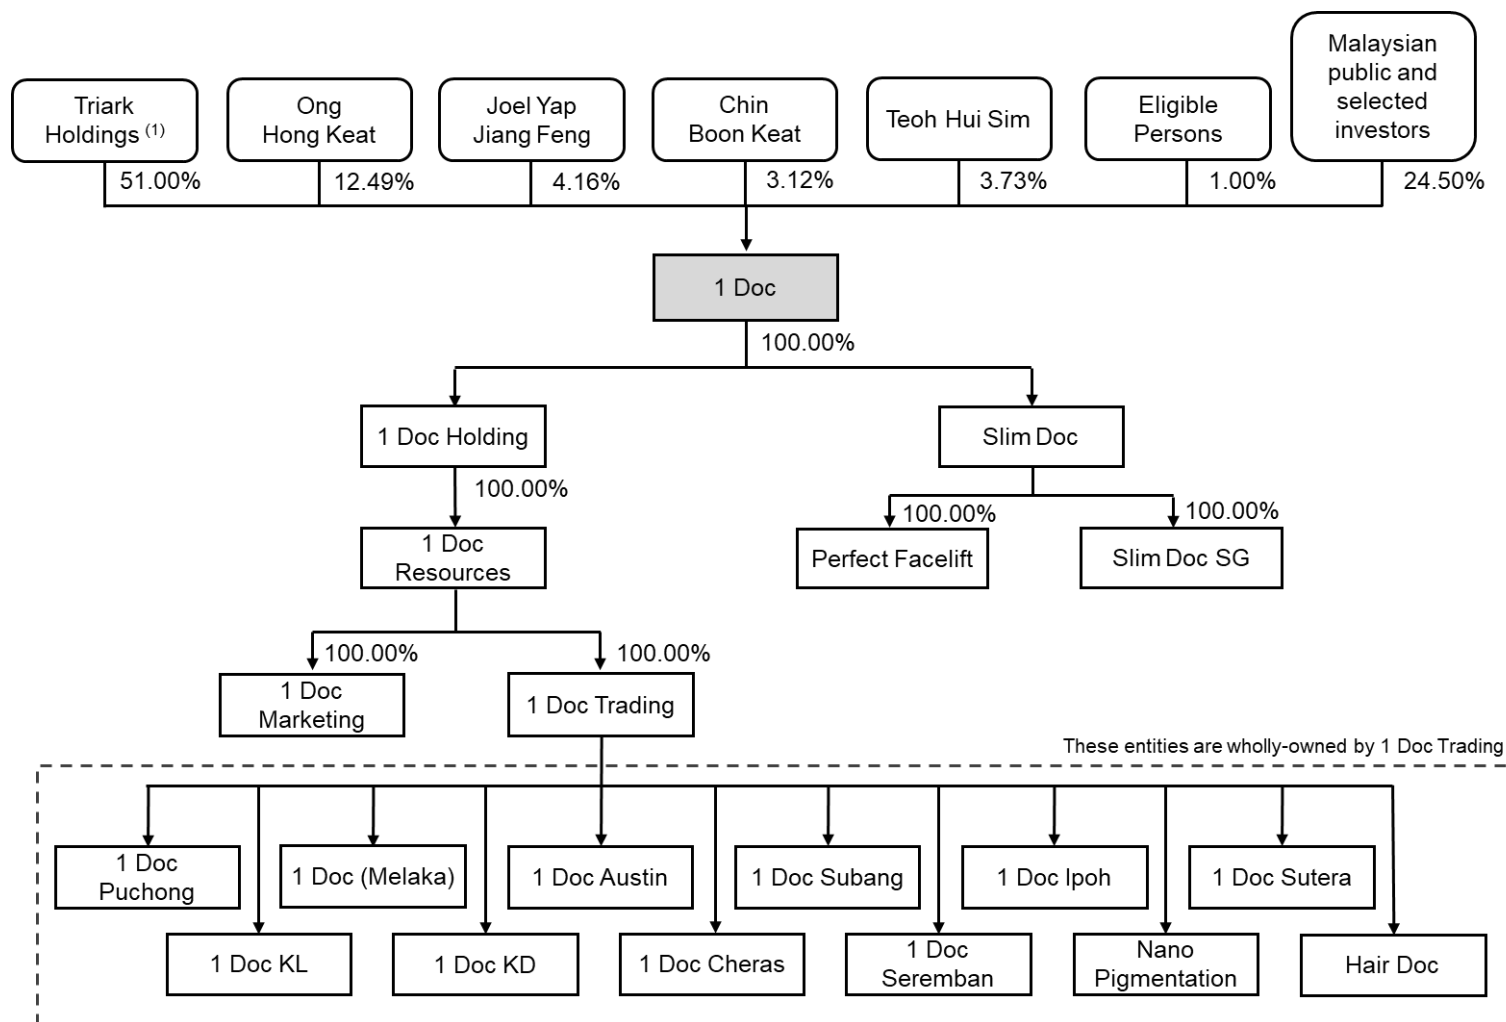 Triark
Holdings (1)
Ong
Hong Keat
Joel Yap
Jiang Feng
Chin
Boon Keat
Teoh Hui Sim
Eligible
Persons
Malaysian
public and
selected
investors
51.00%
12.49%
4.16%
3.12%
3.73%
1.00%
24.50%
1 Doc
100.00%
1 Doc Holding
Slim Doc
100.00%
100.00%
100.00%
1 Doc
Resources
Perfect Facelift
Slim Doc SG
100.00%
100.00%
1 Doc
Marketing
1 Doc Trading
These entities are wholly-owned by 1 Doc Trading
1 Doc
Puchong
1 Doc (Melaka)
1 Doc Austin
1 Doc Subang
1 Doc Ipoh
1 Doc Sutera
1 Doc KL
1 Doc KD
1 Doc Cheras
1 Doc
Seremban
Nano
Pigmentation
Hair Doc